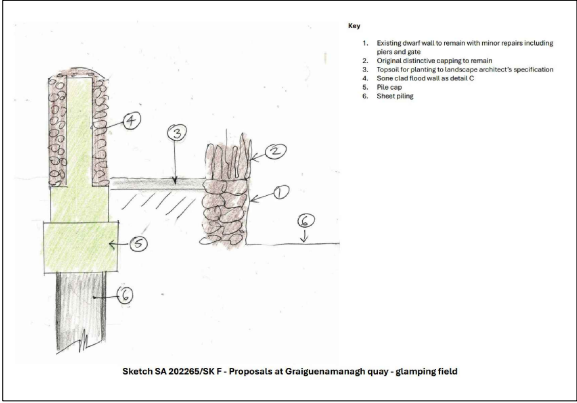 Key
1. Existing dwarf wall to remain with minor repairs including
piers and gate
2. Original distinctive capping to remain
3. Topsoil for planting to landscape architect's specification
4. Sone clad flood wall as detail C
5. Pile cap
6. Sheet piling
4
3
2
1
6
5
6
Sketch SA 202265/SK F - Proposals at Graiguenamanagh quay - glamping field